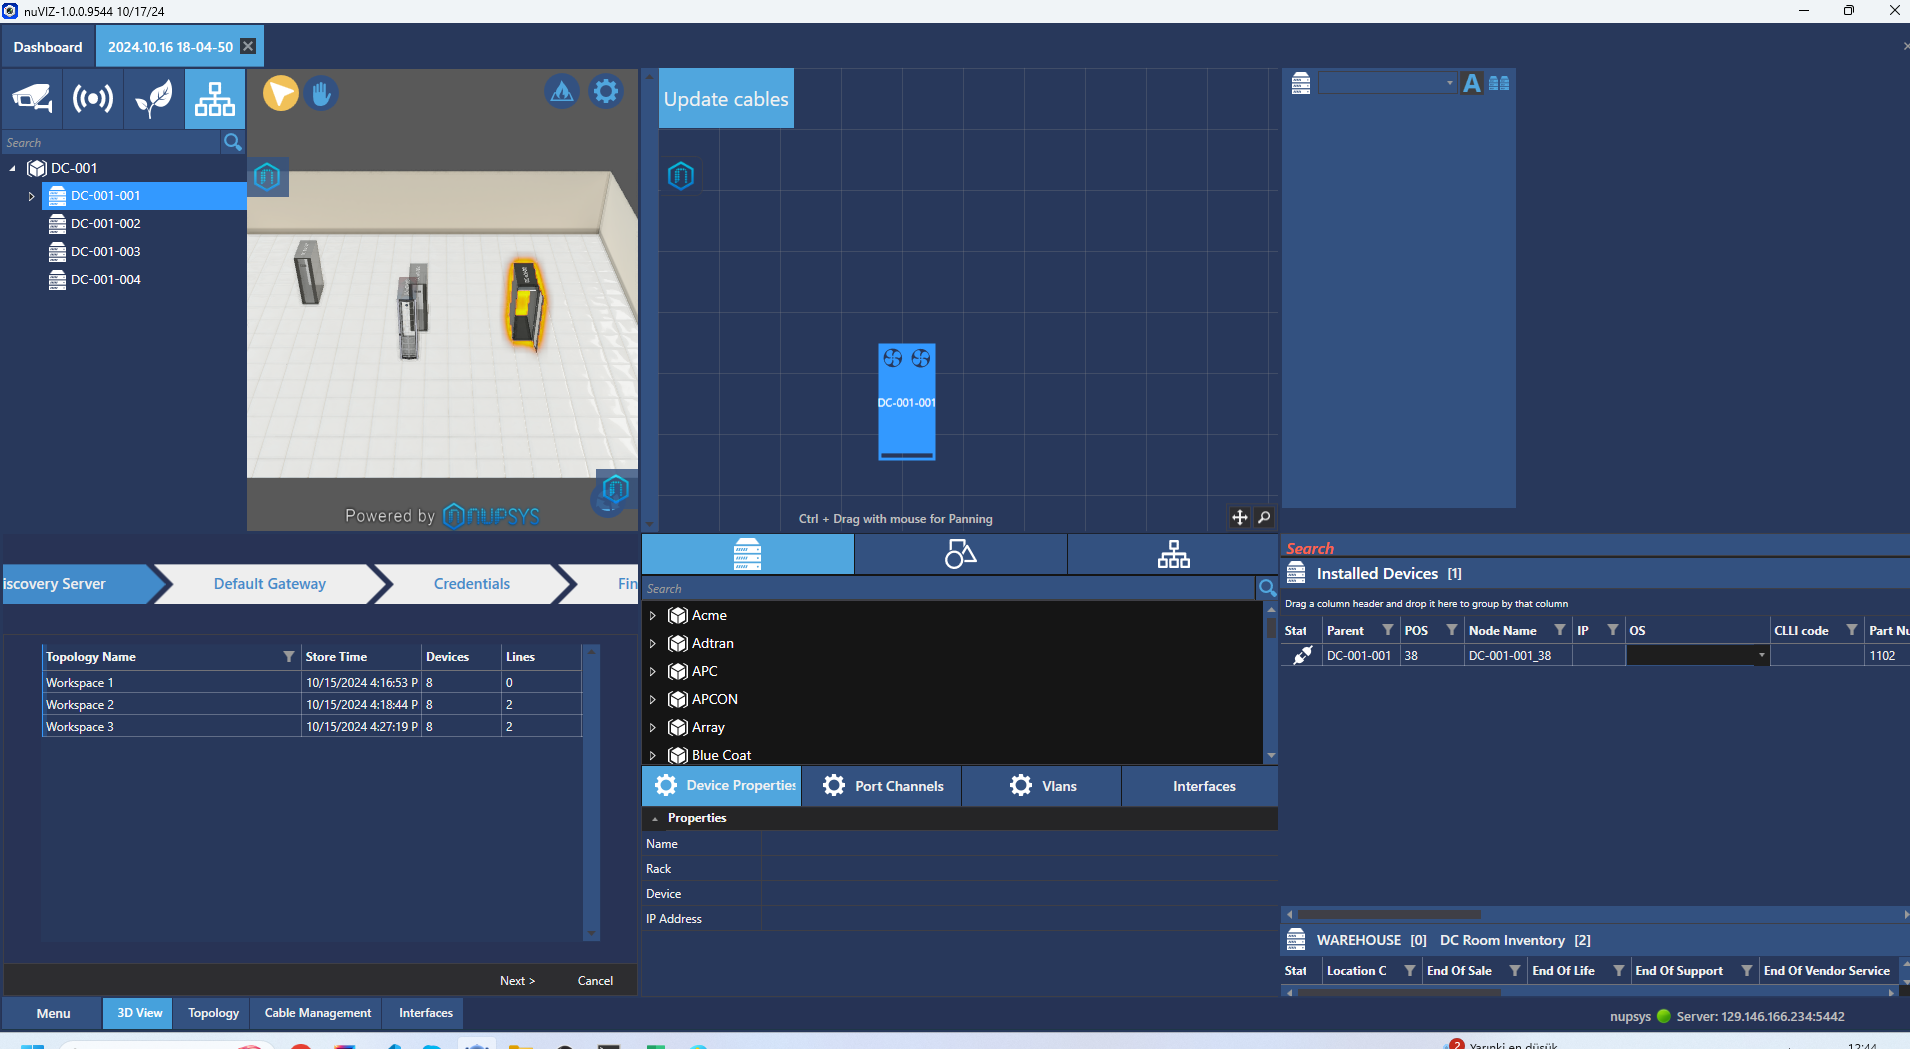 nuVIZ-1.0.0.9544 10/17/24
Dashboard
2024.10.16 18-04-50
Search
DC-001
DC-001-001
DC-001-002
DC-001-003
DC-001-004
Powered by nupsys
Update cables
DC-001-001
Ctrl + Drag with mouse for Panning
A
iscovery Server
Default Gateway
Credentials
Fin
Topology Name
Store Time
Devices
Lines
Workspace 1
10/15/2024 4:16:53 P
8
0
Workspace 2
10/15/2024 4:18:44 P
8
2
Workspace 3
10/15/2024 4:27:19 P
8
2
Next >
Cancel
Search
Acme
Adtran
APC
APCON
Array
Blue Coat
Device Properties
Port Channels
Vlans
Interfaces
Properties
Name
Rack
Device
IP Address
Search
Installed Devices [1]
Drag a column header and drop it here to group by that column
Stat
Parent
POS
Node Name
IP
OS
CLLI code
Part Nu
DC-001-001
38
DC-001-001_38
1102
WAREHOUSE [0] DC Room Inventory [2]
Stat
Location C
End Of Sale
End Of Life
End Of Support
End Of Vendor Service
Menu
3D View
Topology
Cable Management
Interfaces
nupsys
Server: 129.146.166.234:5442
2
Yarınki en düşük
12:44